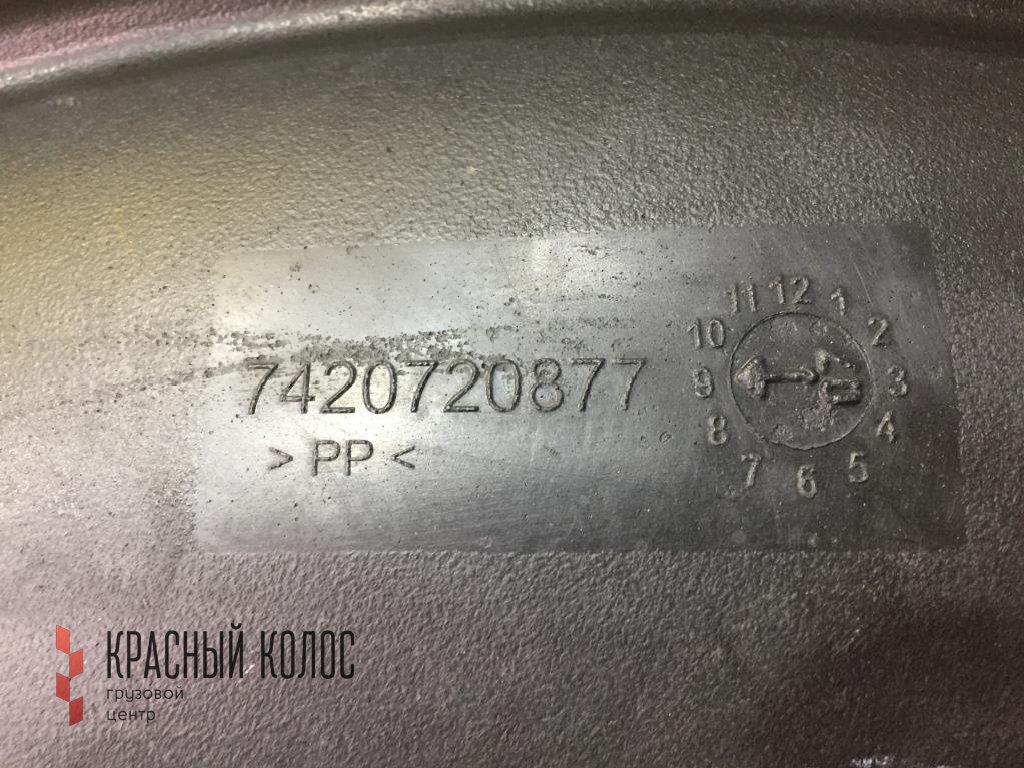 7420720877
> PP <
11 12 1
10 2
9 3
8 4
7 6 5
КРАСНЫЙ КОЛОС
грузовой
центр